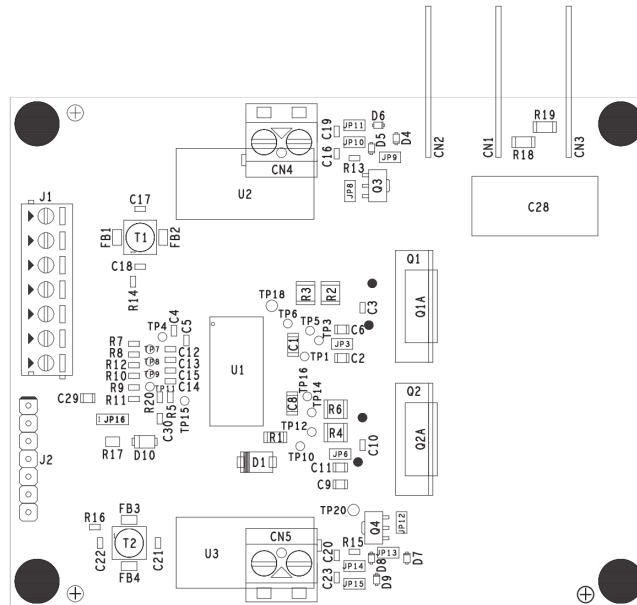 D6
C19
JP11
D5
D4
R19
JP10
CN2
CN1
CN3
C16
R13
JP9
R18
CN4
U2
JP8
Q3
J1
C17
C28
FB1
T1
FB2
C18
R14
Q1
R3
R2
TP18
C3
Q1A
TP6
TP5
TP3
C6
C4
TP4
C5
R7
C1
JP3
R8
TP7
C12
TP1
C2
R12
TP8
C13
U1
TP16
R10
TP9
C15
TP14
R9
TP11
C14
Q2
C29
R11
R20
R5
TP15
C8
R6
JP16
TP12
R4
C10
Q2A
C30
R1
R17
D10
TP10
JP6
J2
D1
C11
C9
TP20
FB3
R16
CN5
Q4
JP12
T2
U3
C20
R15
C22
C21
JP13
D8
D7
JP14
FB4
C23
JP15
D9